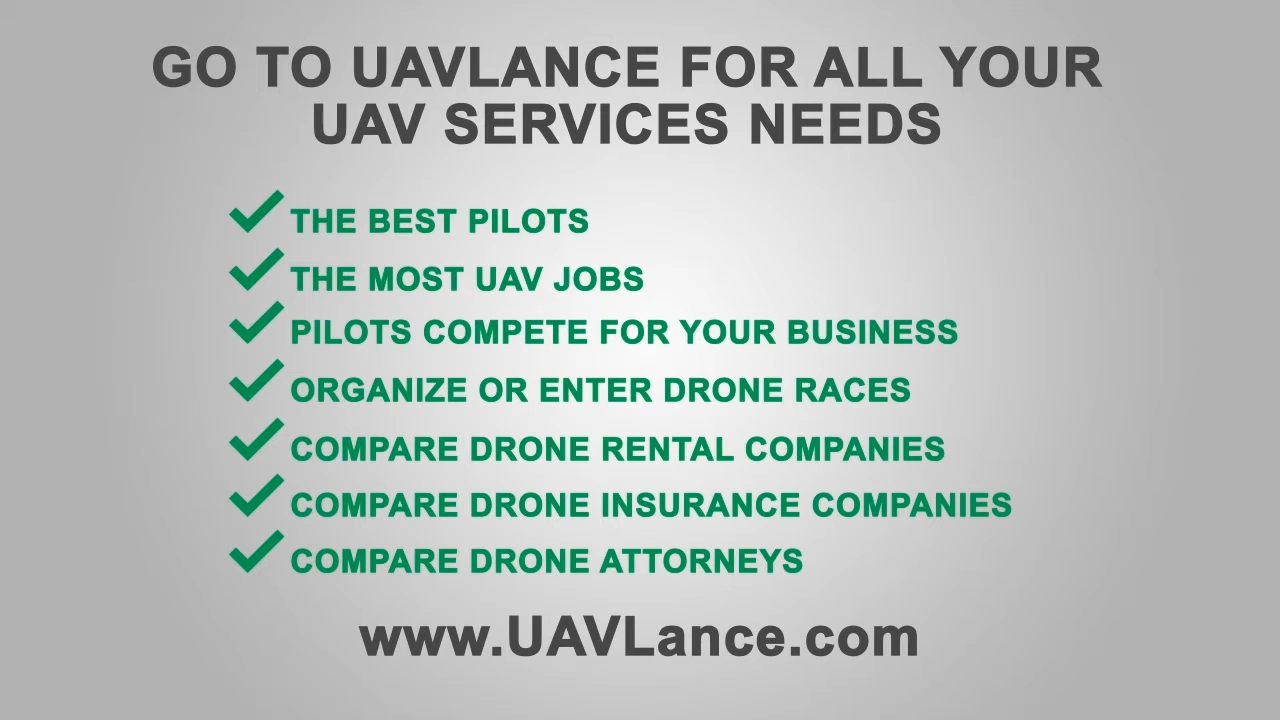 GO TO UAVLANCE FOR ALL YOUR
UAV SERVICES NEEDS
THE BEST PILOTS
THE MOST UAV JOBS
PILOTS COMPETE FOR YOUR BUSINESS
ORGANIZE OR ENTER DRONE RACES
COMPARE DRONE RENTAL COMPANIES
COMPARE DRONE INSURANCE COMPANIES
COMPARE DRONE ATTORNEYS
www.UAVLance.com